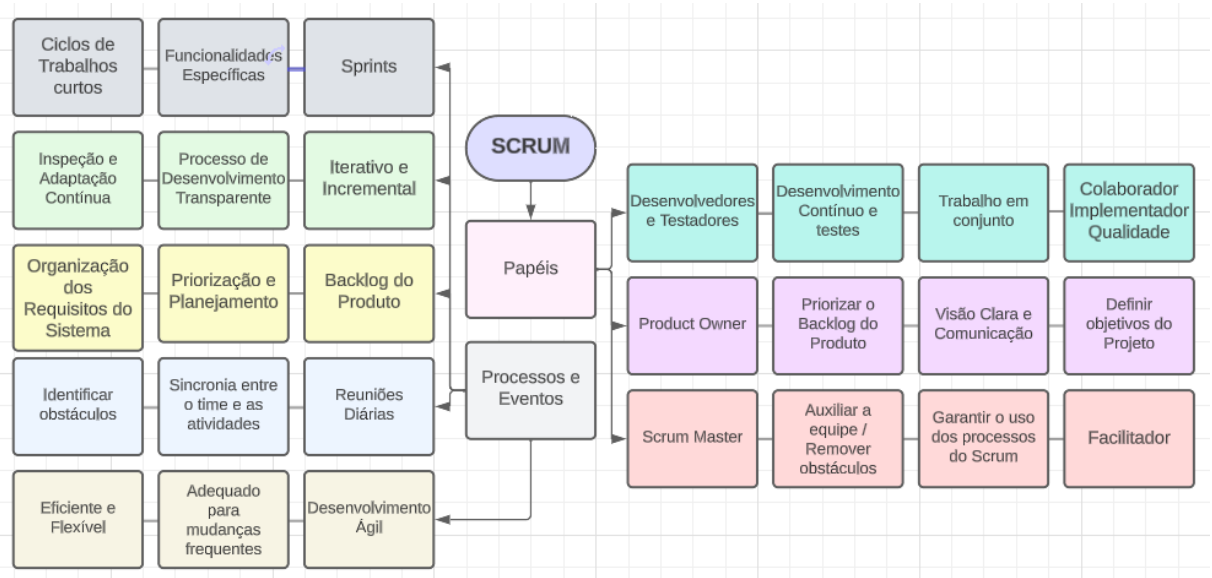 Ciclos de
Trabalhos
curtos
Funcionalidades
Específicas
Sprints
Inspeção e
Adaptação
Contínua
Processo de
Desenvolvimento
Transparente
Iterativo e
Incremental
Organização
dos
Requisitos do
Sistema
Priorização e
Planejamento
Backlog do
Produto
Identificar
obstáculos
Sincronia entre
o time e as
atividades
Reuniões
Diárias
Eficiente e
Flexível
Adequado
para
mudanças
frequentes
Desenvolvimento
Ágil
SCRUM
Papéis
Processos e
Eventos
Desenvolvedores
e Testadores
Desenvolvimento
Contínuo e
testes
Trabalho em
conjunto
Colaborador
Implementador
Qualidade
Product Owner
Priorizar o
Backlog do
Produto
Visão Clara e
Comunicação
Definir
objetivos do
Projeto
Scrum Master
Auxiliar a
equipe /
Remover
obstáculos
Garantir o uso
dos processos
do Scrum
Facilitador